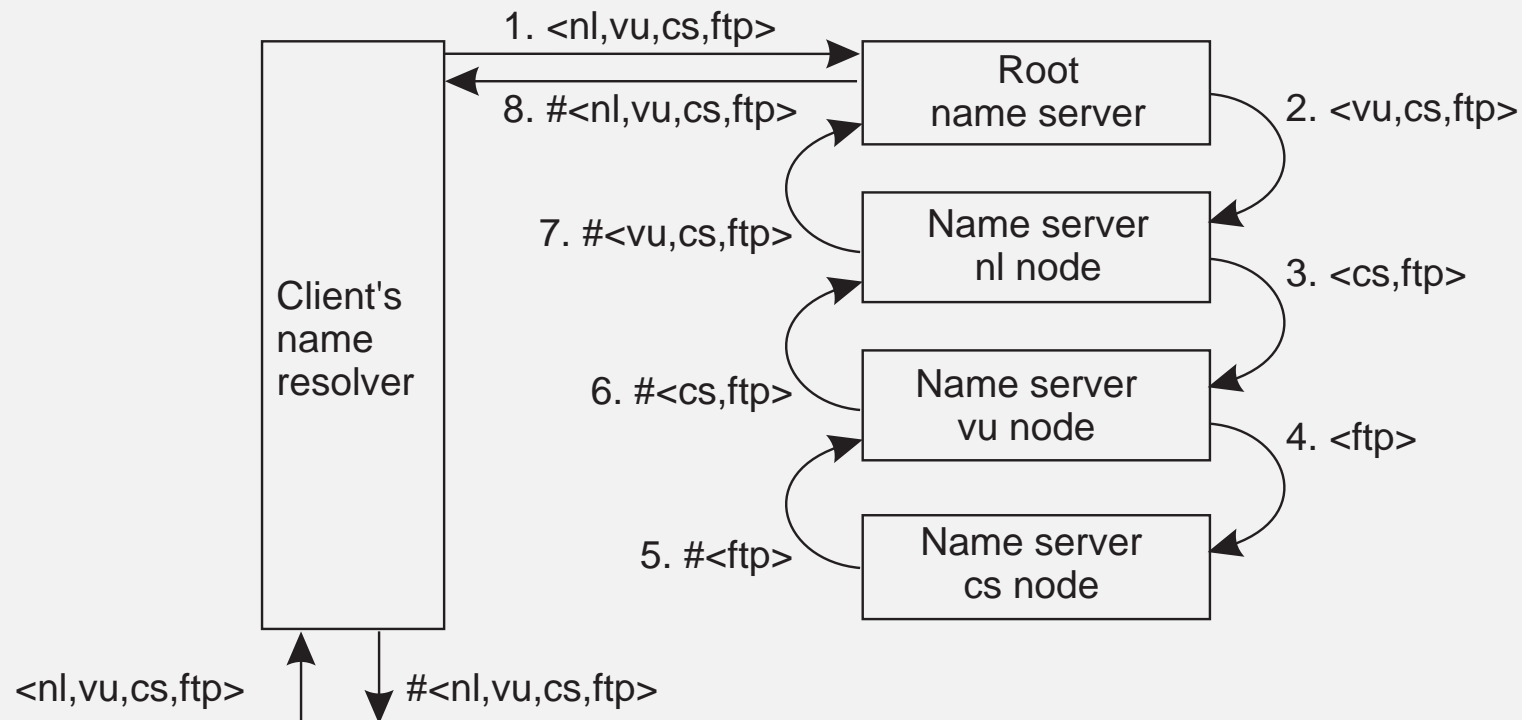 1. <nl,vu,cs,ftp>
Root
name server
8. #<nl,vu,cs,ftp>
2. <vu,cs,ftp>
Name server
nl node
7. #<vu,cs,ftp>
3. <cs,ftp>
Client's
name
resolver
Name server
vu node
6. #<cs,ftp>
4. <ftp>
Name server
cs node
5. #<ftp>
<nl,vu,cs,ftp>
#<nl,vu,cs,ftp>